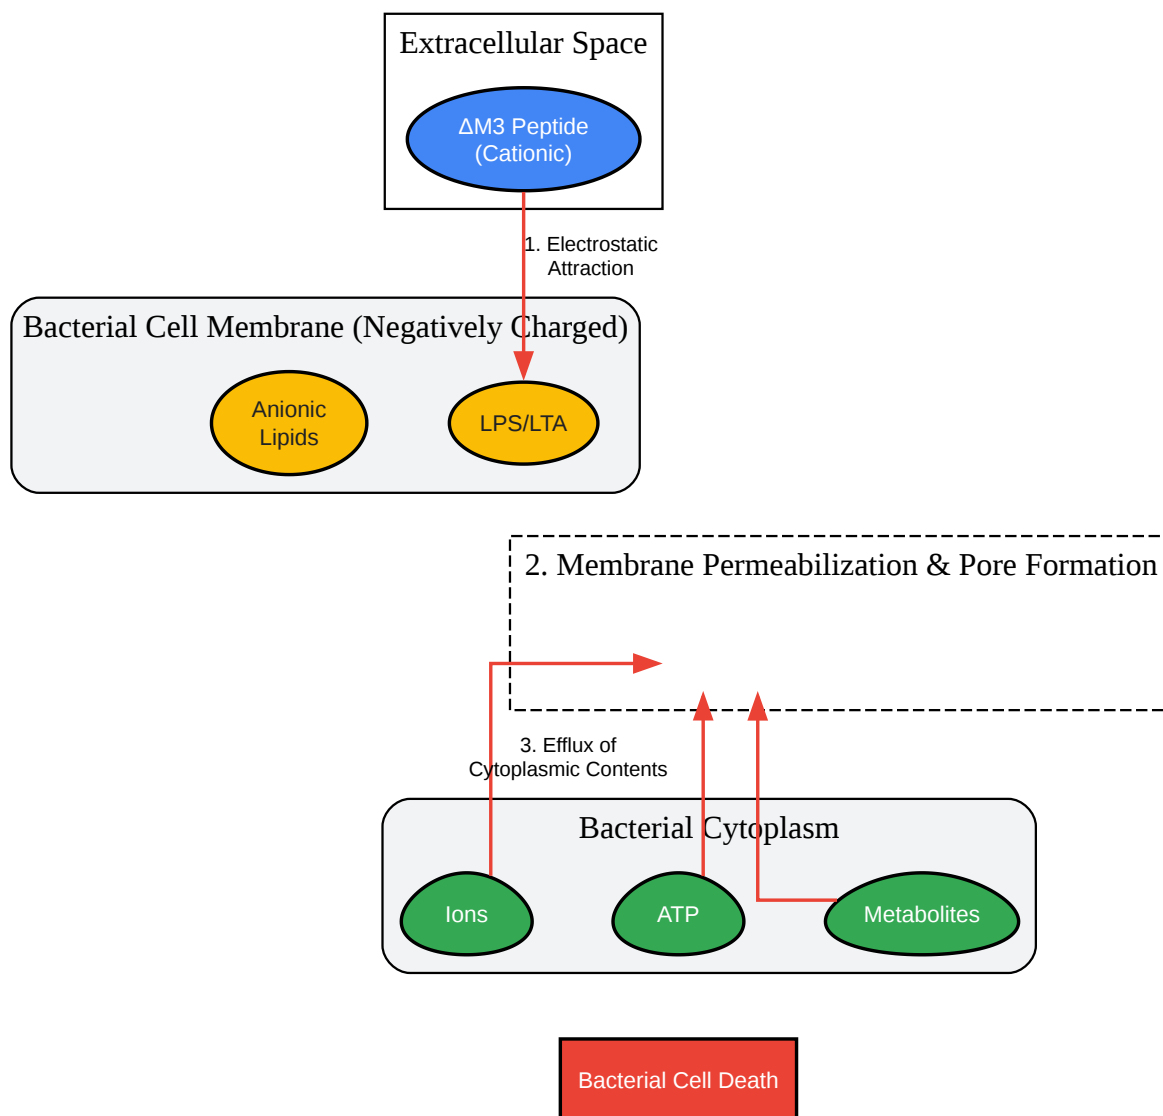 Extracellular Space
ΔM3 Peptide
(Cationic)
1. Electrostatic
Attraction
Bacterial Cell Membrane (Negatively Charged)
Anionic
Lipids
LPS/LTA
2. Membrane Permeabilization & Pore Formation
3. Efflux of
Cytoplasmic Contents
Bacterial Cytoplasm
Ions
ATP
Metabolites
Bacterial Cell Death